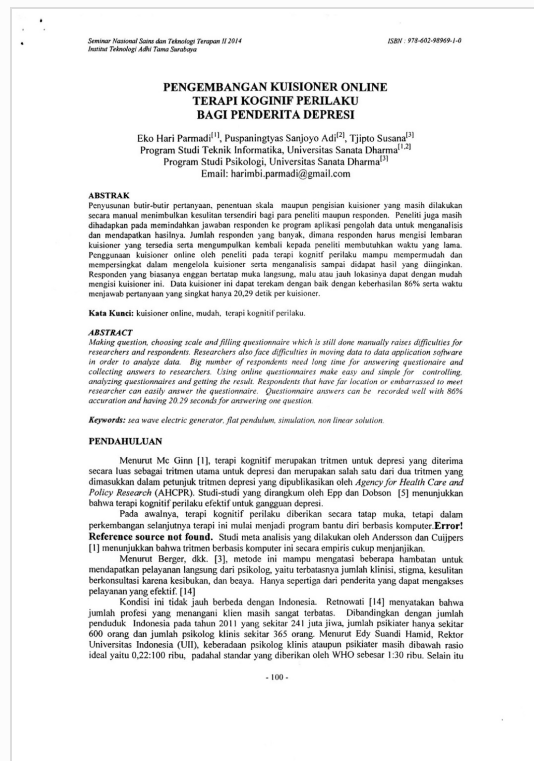 Seminar Nasional Sains dan Teknologi Terapan II 2014
ISBN : 978-602-98969-1-0
Institut Teknologi Adhi Tama Surabaya
PENGEMBANGAN KUISIONER ONLINE
TERAPI KOGINIF PERILAKU
BAGI PENDERITA DEPRESI
Eko Hari Parmadi[1], Puspaningtyas Sanjoyo Adi[2], Tjipto Susana[3]
Program Studi Teknik Informatika, Universitas Sanata Dharma[1,2]
Program Studi Psikologi, Universitas Sanata Dharma[3]
Email: harimbi.parmadi@gmail.com
ABSTRAK
Penyusunan butir-butir pertanyaan, penentuan skala maupun pengisian kuisioner yang masih dilakukan
secara manual menimbulkan kesulitan tersendiri bagi para peneliti maupun responden. Peneliti juga masih
dihadapkan pada memindahkan jawaban responden ke program aplikasi pengolah data untuk menganalisis
dan mendapatkan hasilnya. Jumlah responden yang banyak, dimana responden harus mengisi lembaran
kuisioner yang tersedia serta mengumpulkan kembali kepada peneliti membutuhkan waktu yang lama.
Penggunaan kuisioner online oleh peneliti pada terapi kognitf perilaku mampu mempermudah dan
mempersingkat dalam mengelola kuisioner serta menganalisis sampai didapat hasil yang diinginkan.
Responden yang biasanya enggan bertatap muka langsung, malu atau jauh lokasinya dapat dengan mudah
mengisi kuisioner ini. Data kuisioner ini dapat terekam dengan baik dengan keberhasilan 86% serta waktu
menjawab pertanyaan yang singkat hanya 20,29 detik per kuisioner.
Kata Kunci: kuisioner online, mudah, terapi kognitif perilaku.
ABSTRACT
Making question, choosing scale and filling questionnaire which is still done manually raises difficulties for
researchers and respondents. Researchers also face difficulties in moving data to data application software
in order to analyze data. Big number of respondents need long time for answering questionaire and
collecting answers to researchers. Using online questionnaires make easy and simple for controlling,
analyzing questionnaires and getting the result. Respondents that have far location or embarrassed to meet
researcher can easily answer the questionnaire. Questionnaire answers can be recorded well with 86%
accuration and having 20.29 seconds for answering one question.
Keywords: sea wave electric generator, flat pendulum, simulation, non linear solution.
PENDAHULUAN
Menurut Mc Ginn [1], terapi kognitif merupakan tritmen untuk depresi yang diterima
secara luas sebagai tritmen utama untuk depresi dan merupakan salah satu dari dua tritmen yang
dimasukkan dalam petunjuk tritmen depresi yang dipublikasikan oleh Agency for Health Care and
Policy Research (AHCPR). Studi-studi yang dirangkum oleh Epp dan Dobson [5] menunjukkan
bahwa terapi kognitif perilaku efektif untuk gangguan depresi.
Pada awalnya, terapi kognitif perilaku diberikan secara tatap muka, tetapi dalam
perkembangan selanjutnya terapi ini mulai menjadi program bantu diri berbasis komputer.Error!
Reference source not found. Studi meta analisis yang dilakukan oleh Andersson dan Cuijpers
[1] menunjukkan bahwa tritmen berbasis komputer ini secara empiris cukup menjanjikan.
Menurut Berger, dkk. [3], metode ini mampu mengatasi beberapa hambatan untuk
mendapatkan pelayanan langsung dari psikolog, yaitu terbatasnya jumlah klinisi, stigma, kesulitan
berkonsultasi karena kesibukan, dan beaya. Hanya sepertiga dari penderita yang dapat mengakses
pelayanan yang efektif. [14]
Kondisi ini tidak jauh berbeda dengan Indonesia. Retnowati [14] menyatakan bahwa
jumlah profesi yang menangani klien masih sangat terbatas. Dibandingkan dengan jumlah
penduduk Indonesia pada tahun 2011 yang sekitar 241 juta jiwa, jumlah psikiater hanya sekitar
600 orang dan jumlah psikolog klinis sekitar 365 orang. Menurut Edy Suandi Hamid, Rektor
Universitas Indonesia (UII), keberadaan psikolog klinis ataupun psikiater masih dibawah rasio
ideal yaitu 0,22:100 ribu, padahal standar yang diberikan oleh WHO sebesar 1:30 ribu. Selain itu
- 100 -